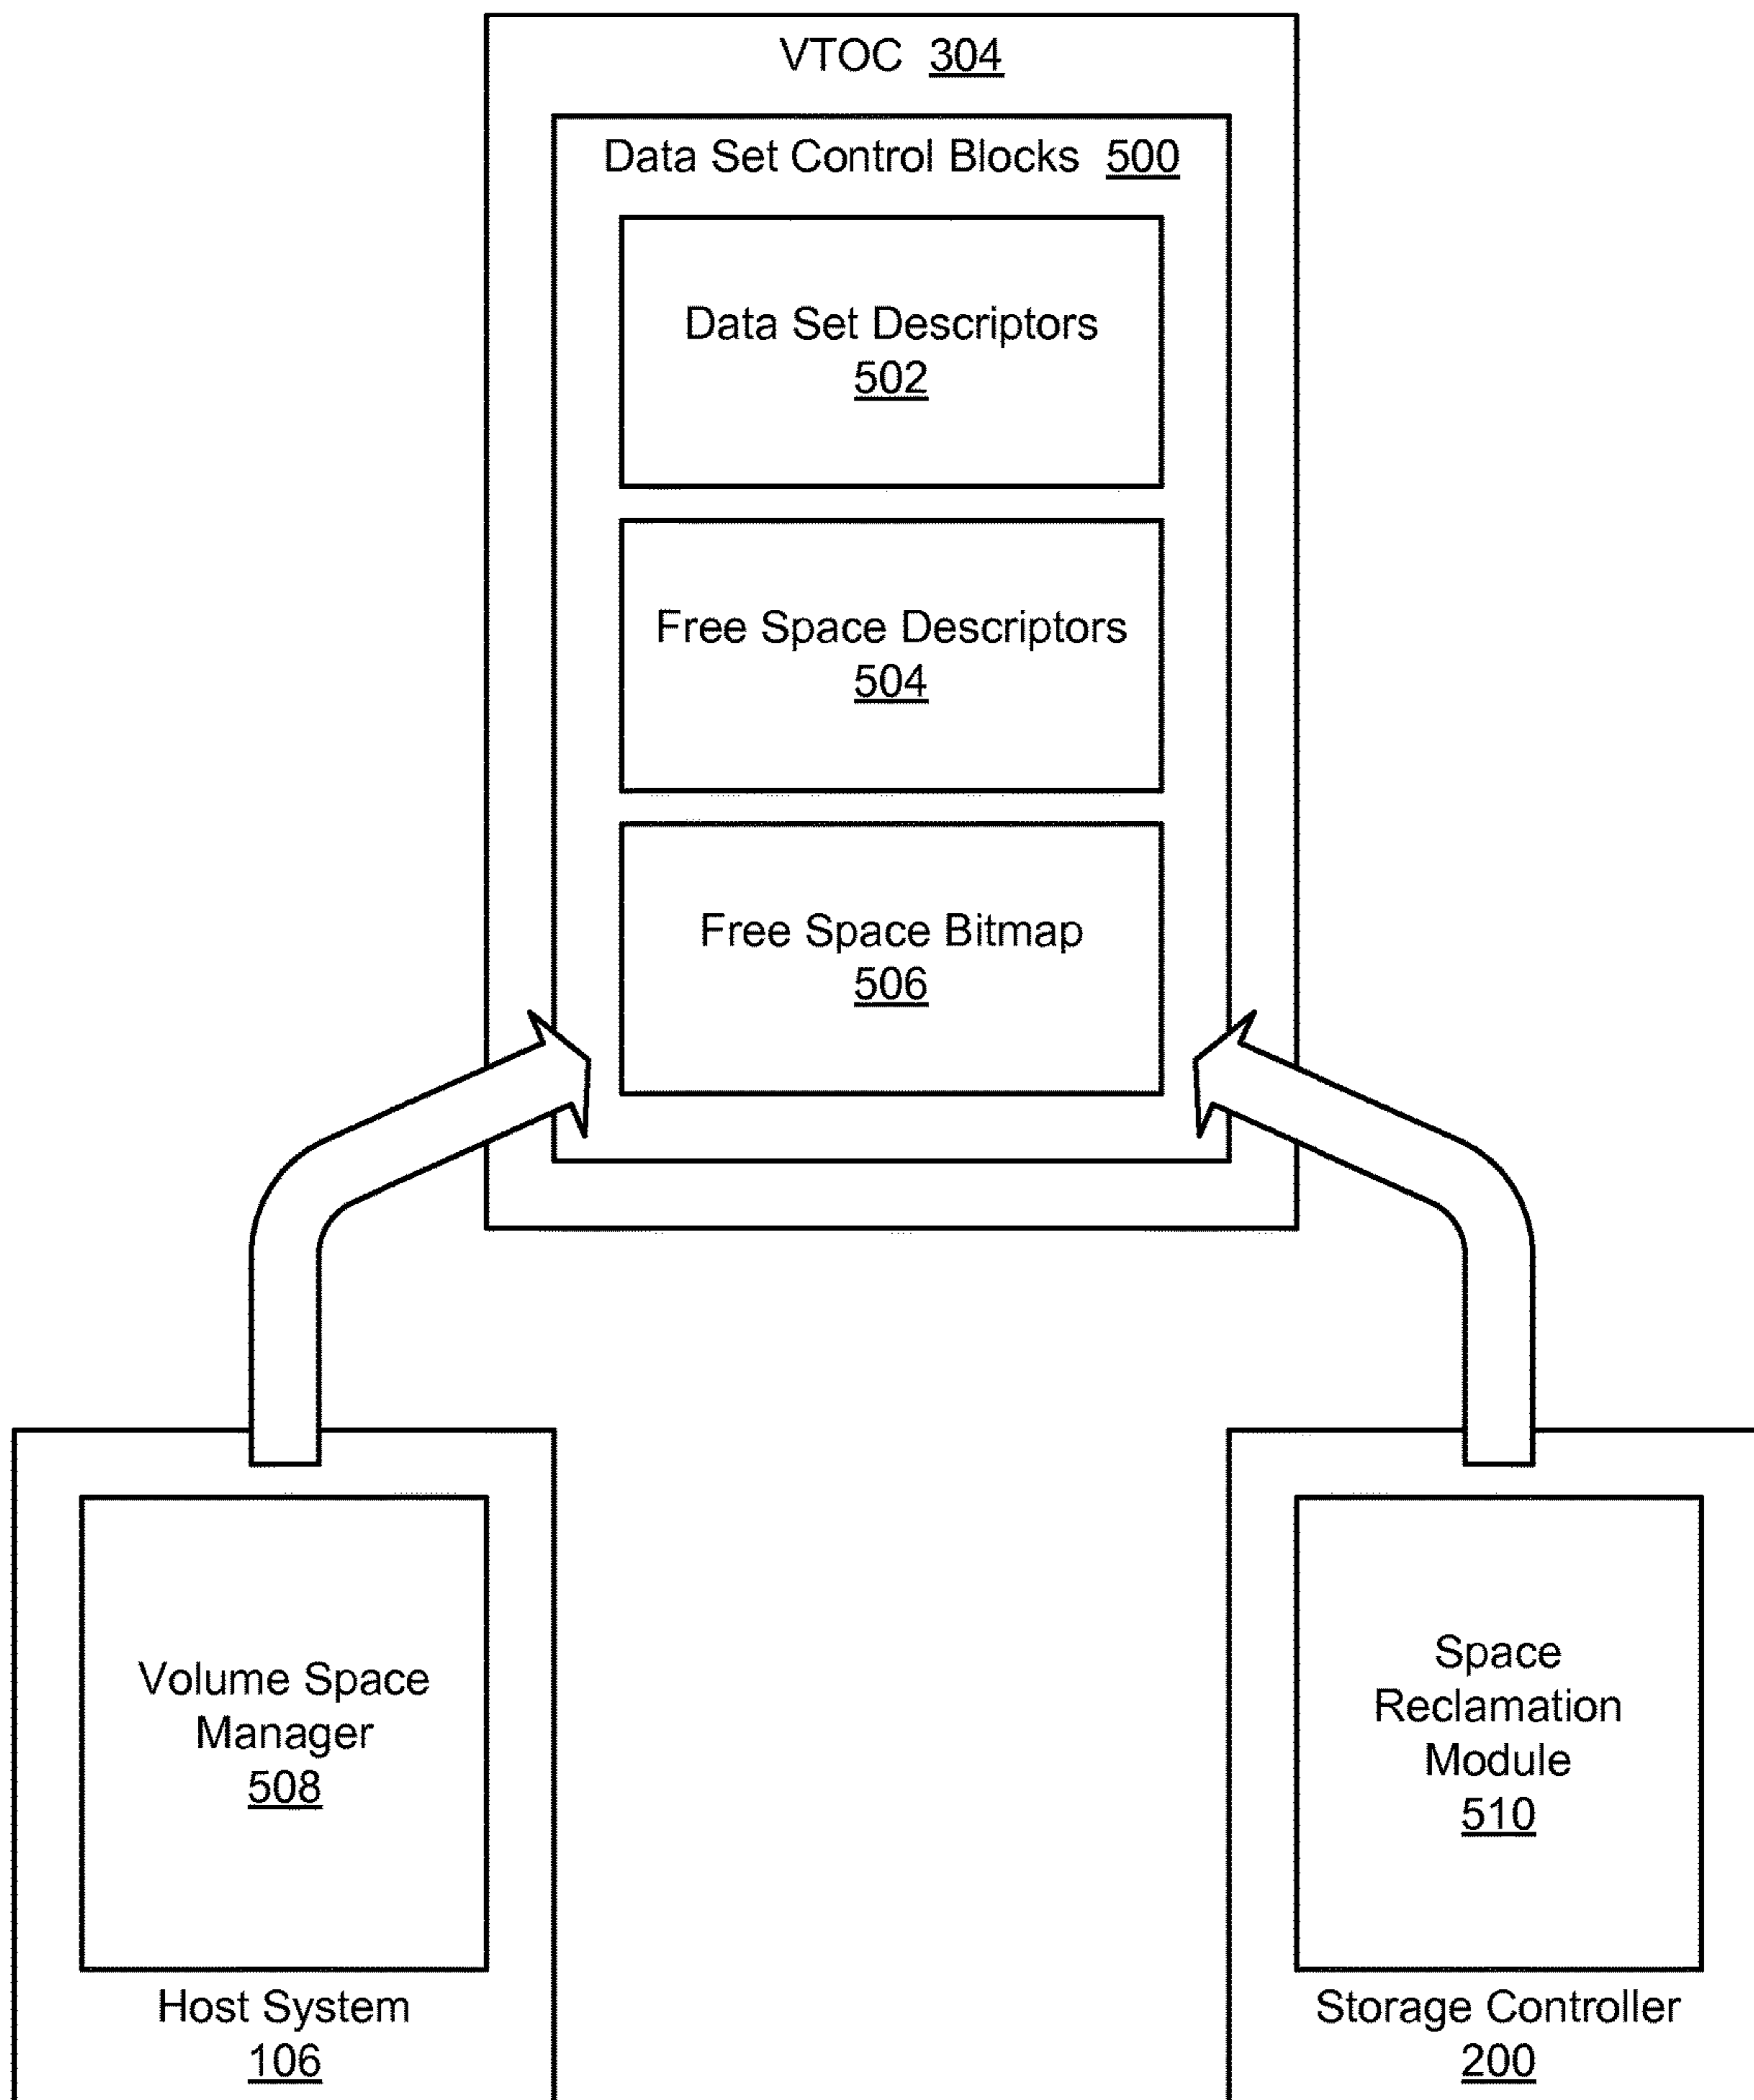 VTOC 304
Data Set Control Blocks 500
Data Set Descriptors
502
Free Space Descriptors
504
Free Space Bitmap
506
Volume Space
Manager
508
Host System
106
Space
Reclamation
Module
510
Storage Controller
200